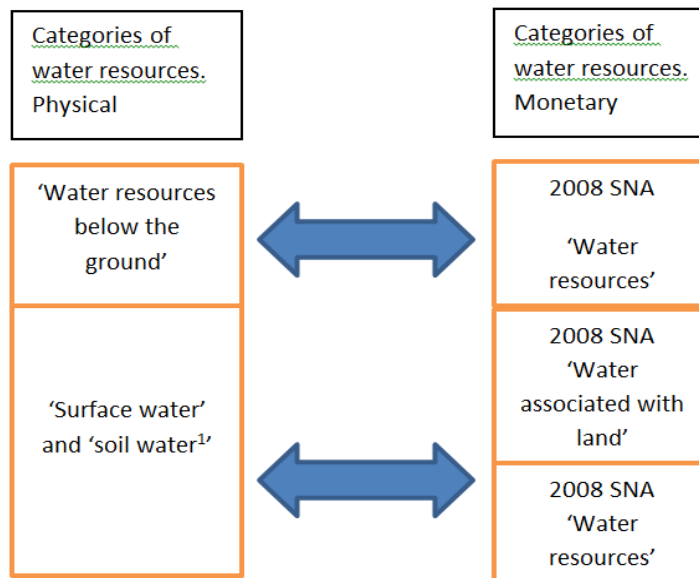 Categories of
water resources.
Physical
Categories of
water resources.
Monetary
‘Water resources
below the
ground’
2008 SNA
‘Water
resources’
‘Surface water’
and ‘soil water¹’
2008 SNA
‘Water
associated with
land’
2008 SNA
‘Water
resources’